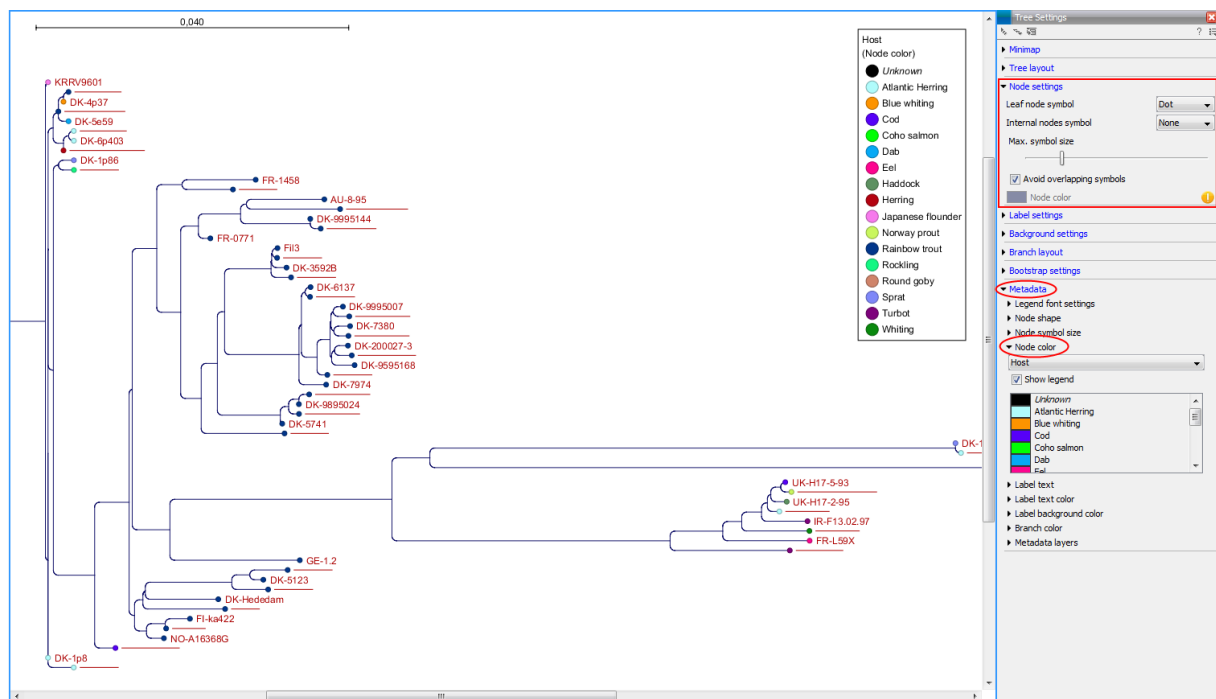 0,040
KRRV9601
DK-4p37
DK-5e59
DK-6p403
DK-1p86
FR-1458
AU-8-95
DK-9995144
FR-0771
Fil3
DK-3592B
DK-6137
DK-9995007
DK-7380
DK-200027-3
DK-9595168
DK-7974
DK-9895024
DK-5741
DK-1
UK-H17-5-93
UK-H17-2-95
IR-F13.02.97
FR-L59X
GE-1.2
DK-5123
DK-Hededam
FI-ka422
NO-A16368G
DK-1p8
Host
(Node color)
Unknown
Atlantic Herring
Blue whiting
Cod
Coho salmon
Dab
Eel
Haddock
Herring
Japanese flounder
Norway prout
Rainbow trout
Rockling
Round goby
Sprat
Turbot
Whiting
Tree Settings
?
Minimap
Tree layout
Node settings
Leaf node symbol Dot
Internal nodes symbol None
Max. symbol size
Avoid overlapping symbols
Node color
Label settings
Background settings
Branch layout
Bootstrap settings
Metadata
Legend font settings
Node shape
Node symbol size
Node color
Host
Show legend
Unknown
Atlantic Herring
Blue whiting
Cod
Coho salmon
Dab
Eel
Label text
Label text color
Label background color
Branch color
Metadata layers